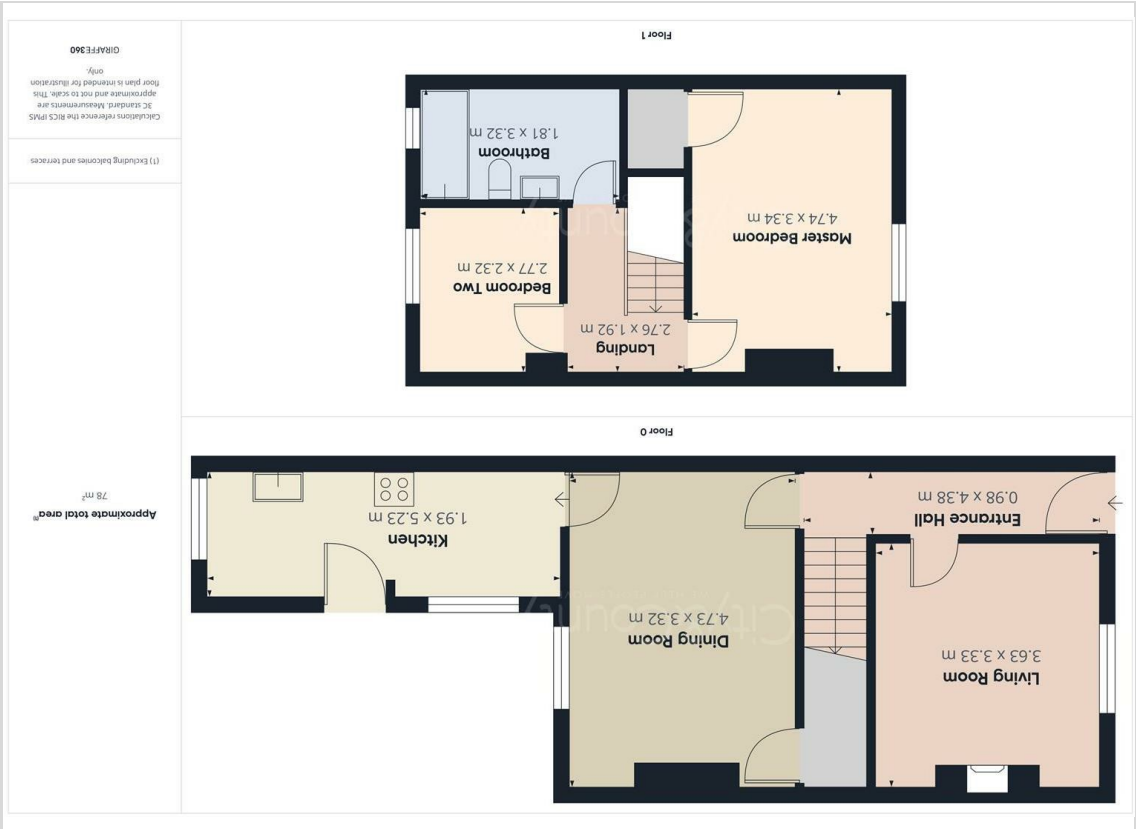 Living Room
3.63 x 3.33 m
Dining Room
4.73 x 3.32 m
Entrance Hall
0.98 x 4.38 m
Kitchen
1.93 x 5.23 m
Floor 0
Landing
2.76 x 1.92 m
Bedroom Two
2.77 x 2.32 m
Master Bedroom
4.74 x 3.34 m
Bathroom
1.81 x 3.32 m
Floor 1
Approximate total area⁽¹⁾
78 m²
(1) Excluding balconies and terraces
Calculations reference the RICS IPMS
3C standard. Measurements are
approximate and not to scale. This
floor plan is intended for illustration
only.
GIRAFFE360